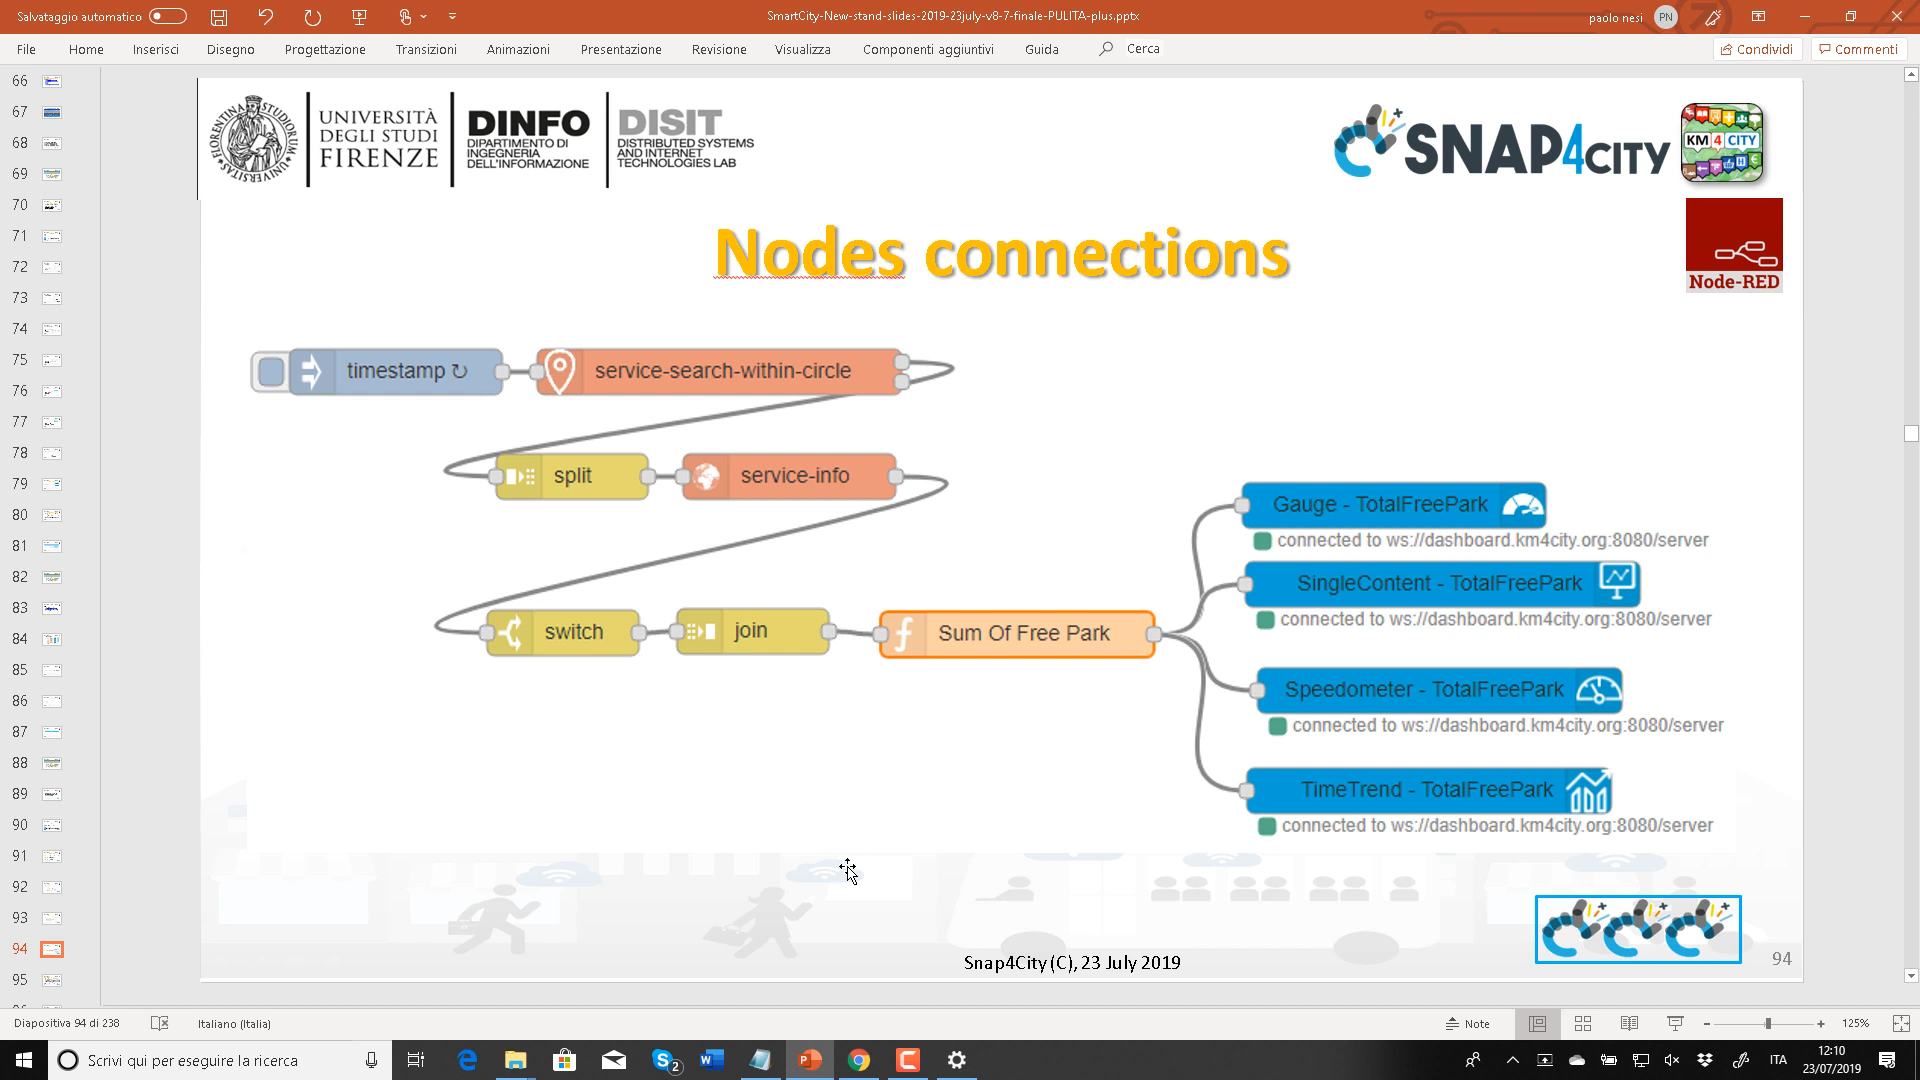 Salvataggio automatico
SmartCity-New-stand-slides-2019-23july-v8-7-finale-PULITA-plus.pptx
paolo nesi
PN
File Home Inserisci Disegno Progettazione Transizioni Animazioni Presentazione Revisione Visualizza Componenti aggiuntivi Guida Cerca
Condividi
Commenti
66
67
68
69
70
71
72
73
74
75
76
77
78
79
80
81
82
83
84
85
86
87
88
89
90
91
92
93
94
95
UNIVERSITÀ
DEGLI STUDI
FIRENZE
DINFO
DIPARTIMENTO DI
INGEGNERIA
DELL'INFORMAZIONE
DISIT
DISTRIBUTED SYSTEMS
AND INTERNET
TECHNOLOGIES LAB
SNAP4CITY
KM 4 CITY
Node-RED
Nodes connections
timestamp ↻
service-search-within-circle
split
service-info
switch
join
Sum Of Free Park
Gauge - TotalFreePark
connected to ws://dashboard.km4city.org:8080/server
SingleContent - TotalFreePark
connected to ws://dashboard.km4city.org:8080/server
Speedometer - TotalFreePark
connected to ws://dashboard.km4city.org:8080/server
TimeTrend - TotalFreePark
connected to ws://dashboard.km4city.org:8080/server
Snap4City (C), 23 July 2019
94
Diapositiva 94 di 238
Italiano (Italia)
Note
125%
Scrivi qui per eseguire la ricerca
2
ITA
12:10
23/07/2019